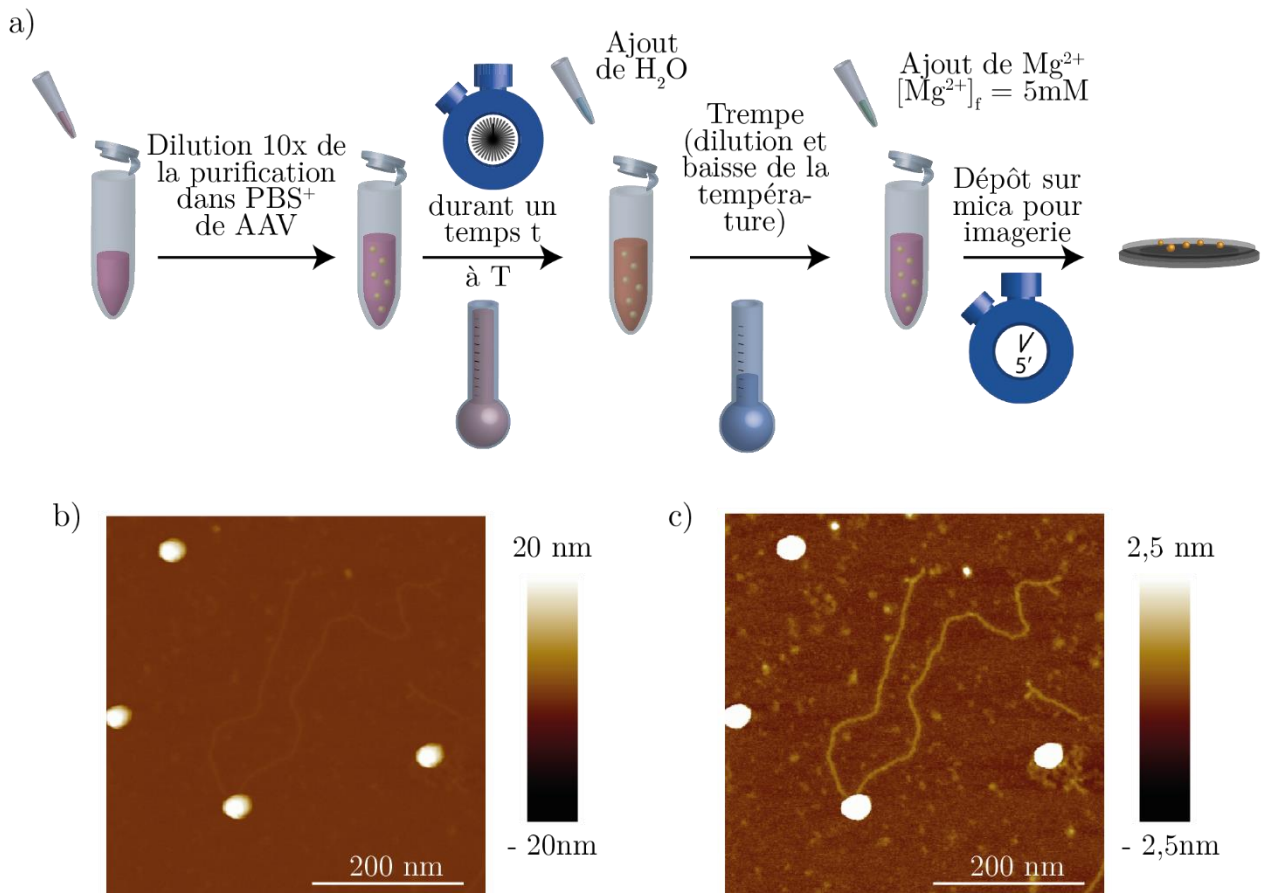 a)
Dilution 10x de
la purification
dans PBS⁺
de AAV
durant un
temps t
à T
Ajout
de H₂O
Trempe
(dilution et
baisse de la
tempéra-
ture)
Ajout de Mg²⁺
[Mg²⁺]f = 5mM
Dépôt sur
mica pour
imagerie
5'
b)
20 nm
- 20nm
200 nm
c)
2,5 nm
- 2,5nm
200 nm